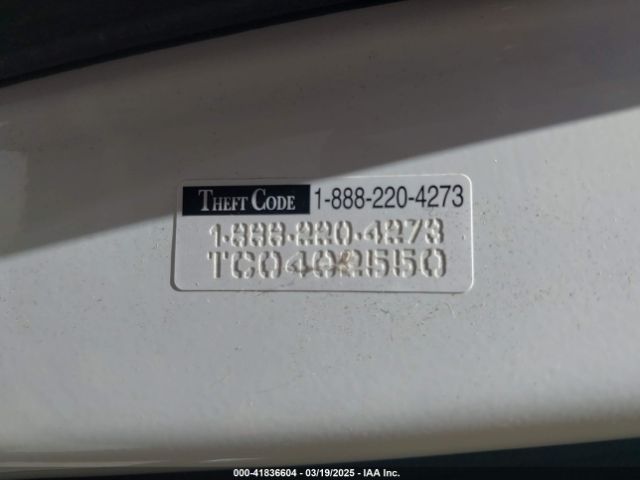 THEFT CODE 1-888-220-4273
1-888-220-4273
TC0402550
000-41836604 - 03/19/2025 - IAA Inc.